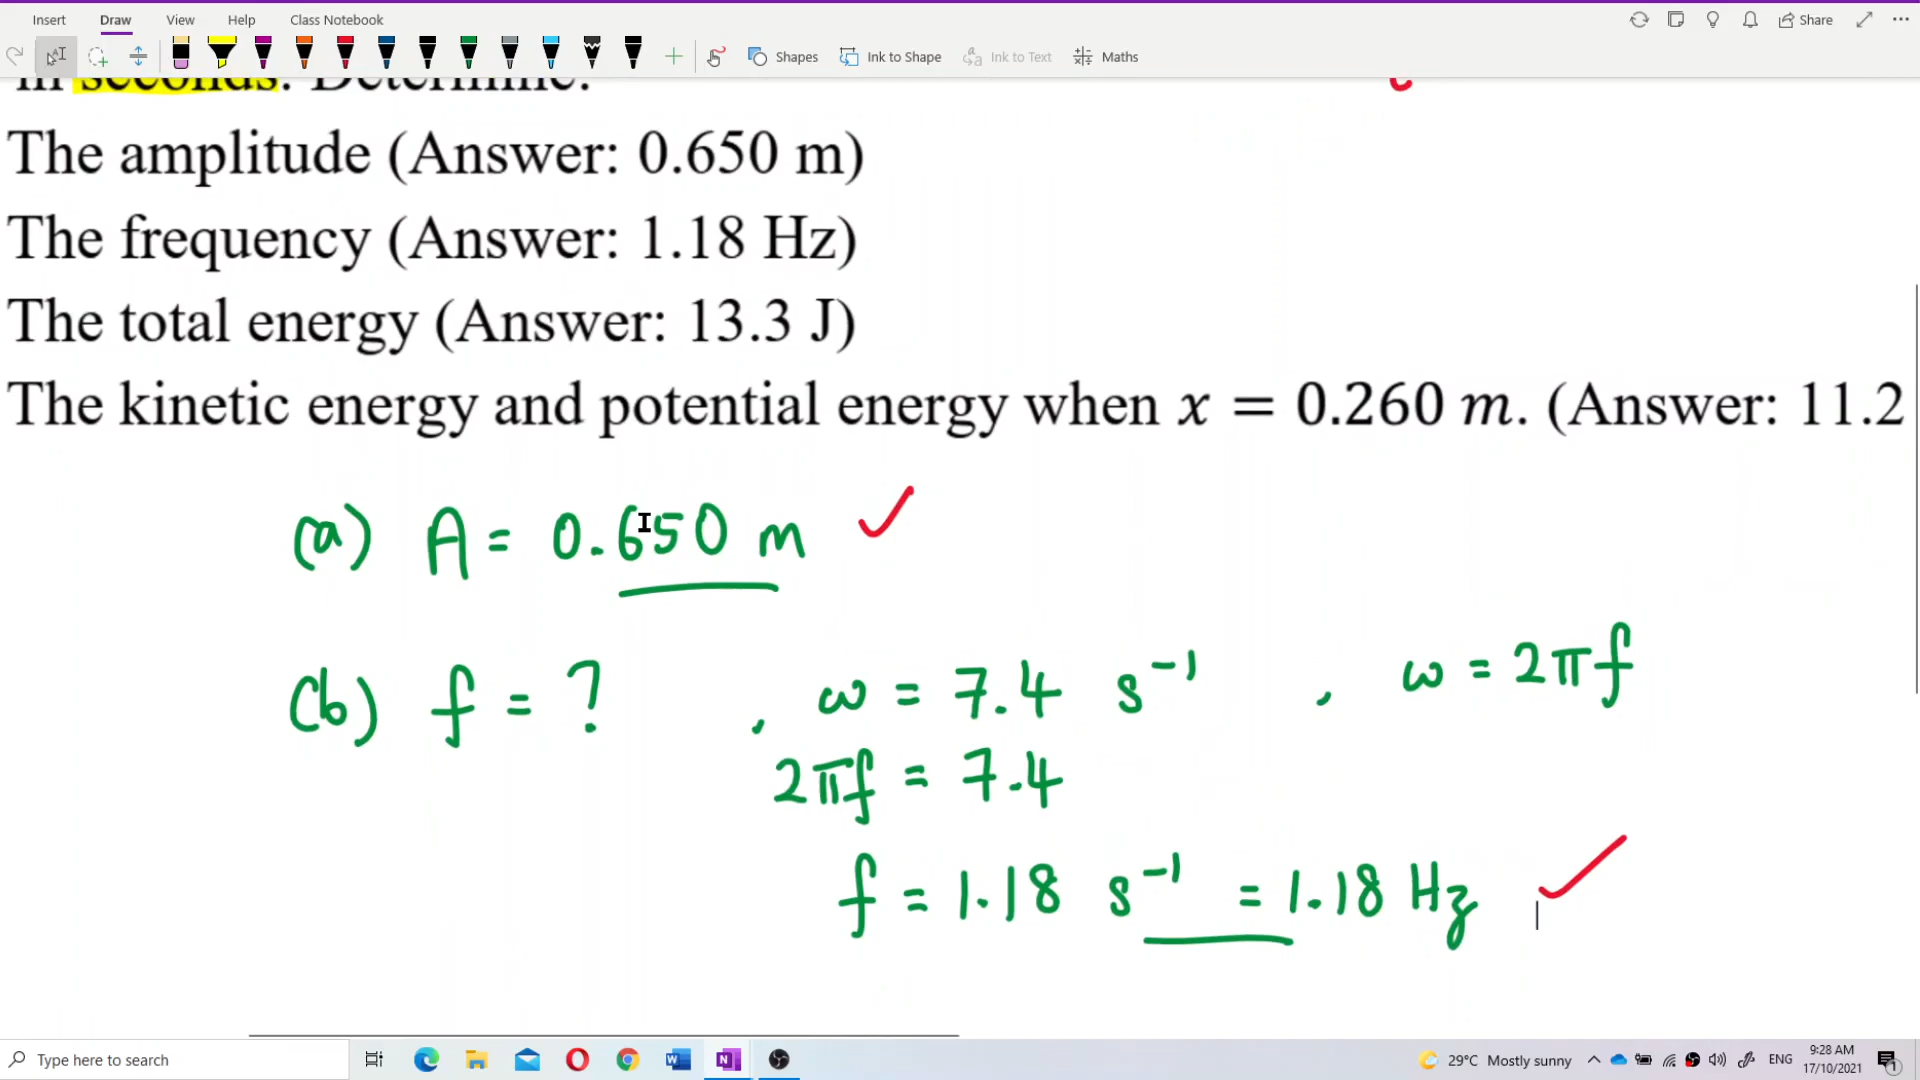 Insert Draw View Help Class Notebook Share
Shapes Ink to Shape Ink to Text Maths
in seconds. Determine:
The amplitude (Answer: 0.650 m)
The frequency (Answer: 1.18 Hz)
The total energy (Answer: 13.3 J)
The kinetic energy and potential energy when x = 0.260 m. (Answer: 11.2
(a) A = 0.650 m ✓
(b) f = ? , ω = 7.4 s⁻¹ , ω = 2πf
2πf = 7.4
f = 1.18 s⁻¹ = 1.18 Hz ✓
Type here to search 29°C Mostly sunny ENG 9:28 AM
17/10/2021